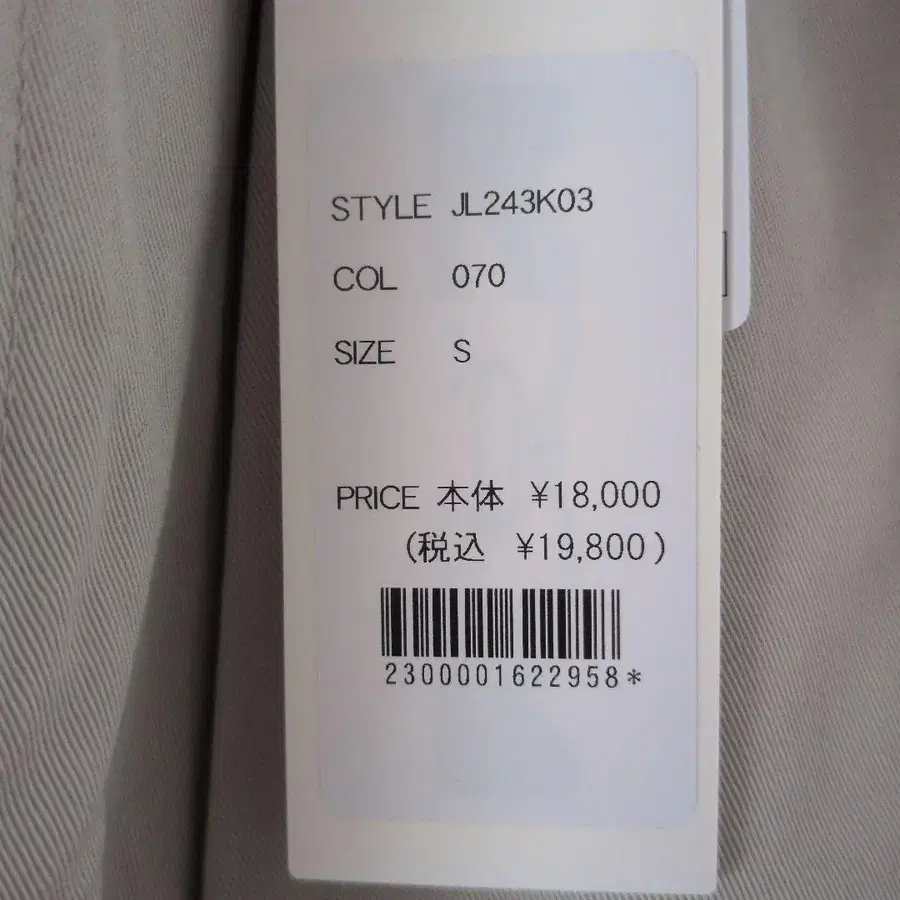 STYLE JL243K03
COL 070
SIZE S
PRICE 本体 ¥18,000
(税込 ¥19,800)
2300001622958*